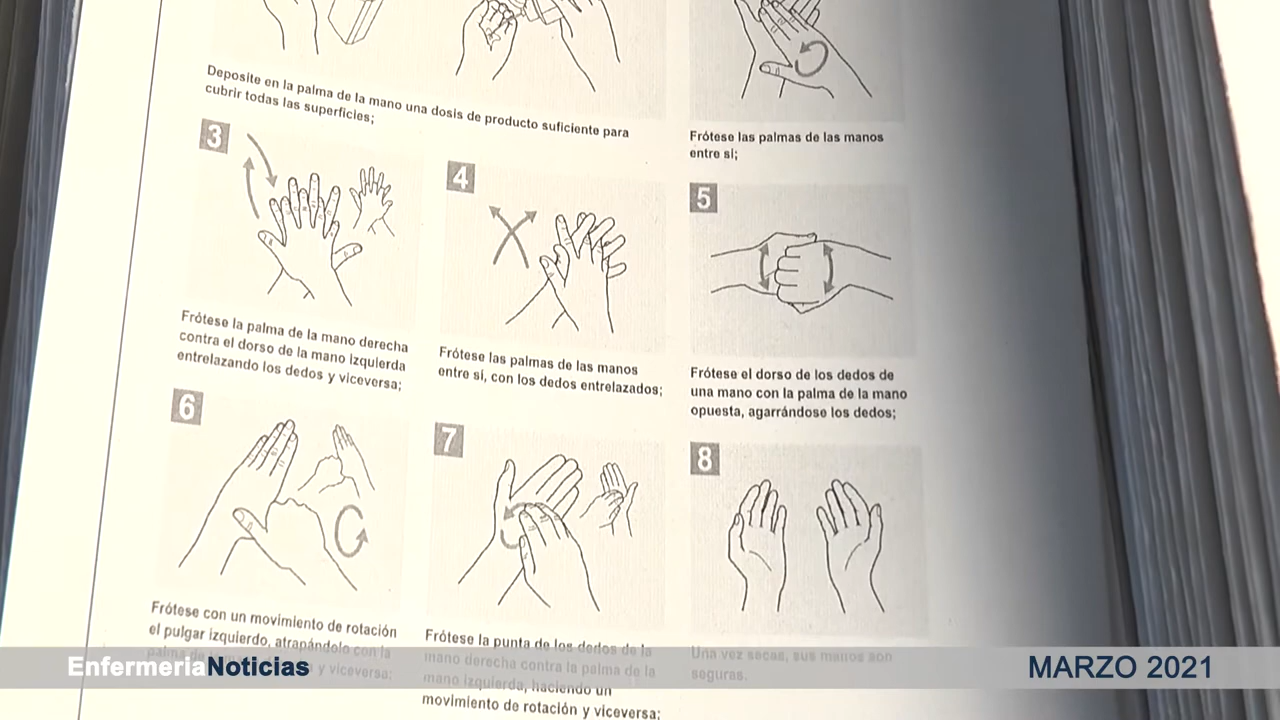 Deposite en la palma de la mano una dosis de producto suficiente para
cubrir todas las superficies;
Frótese las palmas de las manos
entre sí;
3
4
5
Frótese la palma de la mano derecha
contra el dorso de la mano izquierda
entrelazando los dedos y viceversa;
Frótese las palmas de las manos
entre sí, con los dedos entrelazados;
Frótese el dorso de los dedos de
una mano con la palma de la mano
opuesta, agarrándose los dedos;
6
7
8
Frótese con un movimiento de rotación
el pulgar izquierdo, atrapándolo con la
palma de y viceversa;
Frótese la punta de los dedos de la
mano derecha contra la palma de la
mano izquierda, haciendo un
movimiento de rotación y viceversa;
Una vez secas, sus manos son
seguras.
EnfermeriaNoticias
MARZO 2021